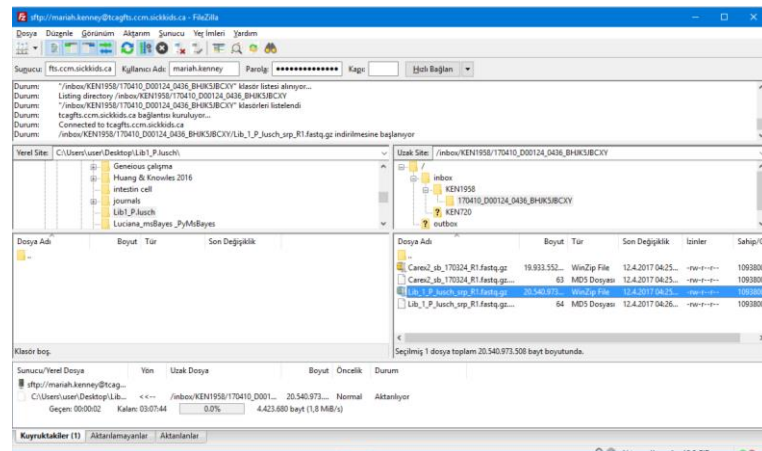 sftp://mariah.kenney@tcagfts.ccm.sickkids.ca - FileZilla
Dosya Düzenle Görünüm Aktarım Sunucu Yer İmleri Yardım
Sunucu: fts.ccm.sickkids.ca Kullanıcı Adı: mariah.kenney Parola: •••••••••••••• Kapı: Hızlı Bağlan
Durum: "/inbox/KEN1958/170410_D00124_0436_BHJK5JBCXY" klasör listesi alınıyor...
Durum: Listing directory /inbox/KEN1958/170410_D00124_0436_BHJK5JBCXY
Durum: "/inbox/KEN1958/170410_D00124_0436_BHJK5JBCXY" klasörleri listelendi
Durum: tcagfts.ccm.sickkids.ca bağlantısı kuruluyor...
Durum: Connected to tcagfts.ccm.sickkids.ca
Durum: /inbox/KEN1958/170410_D00124_0436_BHJK5JBCXY/Lib_1_P_lusch_srp_R1.fastq.gz indirilmesine başlanıyor
Yerel Site: C:\Users\user\Desktop\Lib1_P.lusch\
Geneious çalışma
Huang & Knowles 2016
intestin cell
journals
Lib1_P.lusch
Luciana_msBayes _PyMsBayes
Uzak Site: /inbox/KEN1958/170410_D00124_0436_BHJK5JBCXY
/
inbox
KEN1958
170410_D00124_0436_BHJK5JBCXY
? KEN720
? outbox
Dosya Adı Boyut Tür Son Değişiklik
..
Klasör boş.
Dosya Adı Boyut Tür Son Değişiklik İzinler Sahip/G
..
Carex2_sb_170324_R1.fastq.gz 19.933.552... WinZip File 12.4.2017 04:25... -rw-r--r-- 1093800
Carex2_sb_170324_R1.fastq.gz.... 63 MD5 Dosyası 12.4.2017 04:25... -rw-r--r-- 1093800
Lib_1_P_lusch_srp_R1.fastq.gz 20.540.973... WinZip File 12.4.2017 04:25... -rw-r--r-- 1093800
Lib_1_P_lusch_srp_R1.fastq.gz.... 64 MD5 Dosyası 12.4.2017 04:26... -rw-r--r-- 1093800
Seçilmiş 1 dosya toplam 20.540.973.508 bayt boyutunda.
Sunucu/Yerel Dosya Yön Uzak Dosya Boyut Öncelik Durum
sftp://mariah.kenney@tcag...
C:\Users\user\Desktop\Lib... <<-- /inbox/KEN1958/170410_D001... 20.540.973.... Normal Aktarılıyor
Geçen: 00:00:02 Kalan: 03:07:44 0.0% 4.423.680 bayt (1,8 MiB/s)
Kuyruktakiler (1) Aktarılamayanlar Aktarılanlar